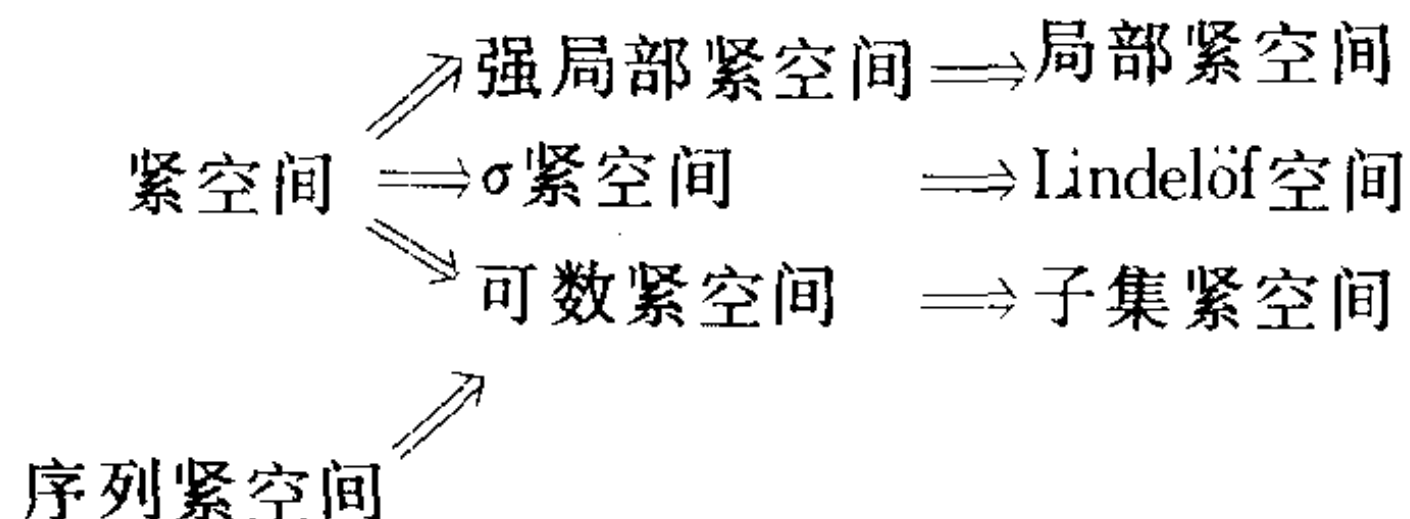 强局部紧空间 ⟹ 局部紧空间
紧空间 ⟹ σ紧空间 ⟹ Lindelöf空间
可数紧空间 ⟹ 子集紧空间
序列紧空间